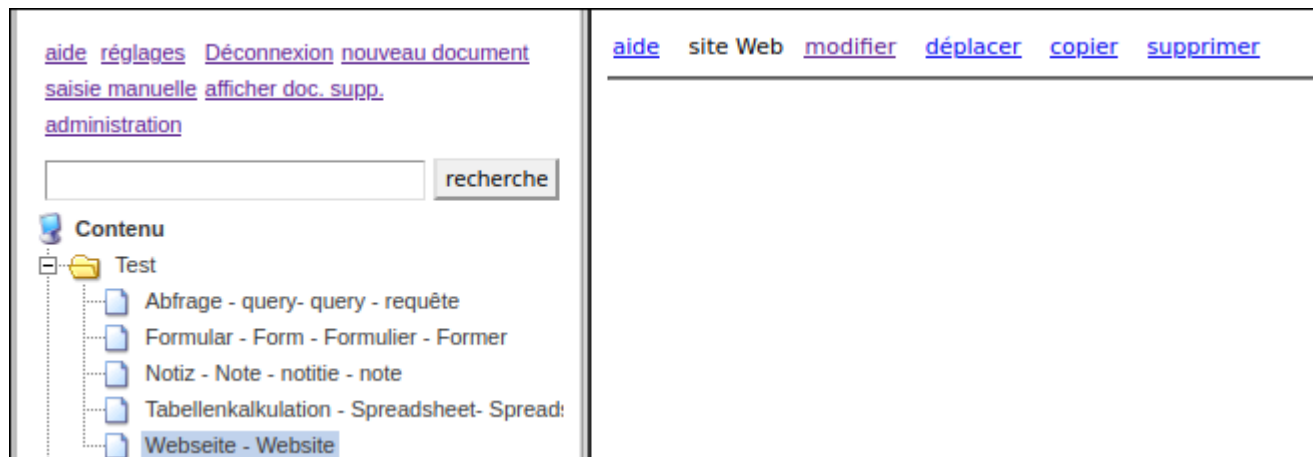 aide réglages Déconnexion nouveau document
saisie manuelle afficher doc. supp.
administration
recherche
Contenu
Test
Abfrage - query- query - requête
Formular - Form - Formulier - Former
Notiz - Note - notitie - note
Tabellenkalkulation - Spreadsheet-
Webseite - Website
aide site Web modifier déplacer copier supprimer